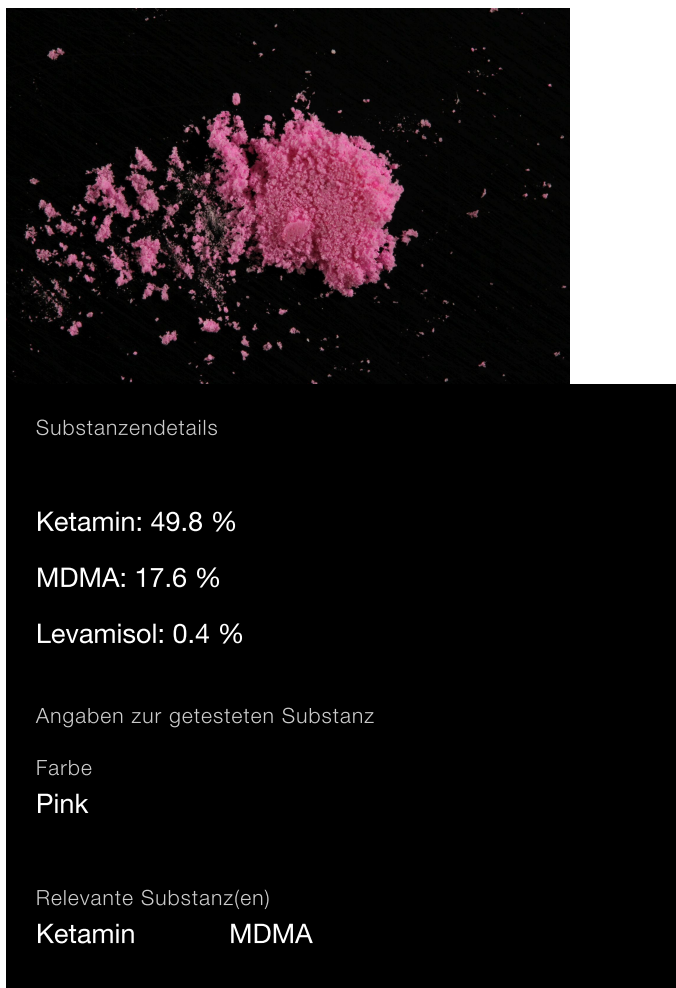 Substanzendetails
Ketamin: 49.8 %
MDMA: 17.6 %
Levamisol: 0.4 %
Angaben zur getesteten Substanz
Farbe
Pink
Relevante Substanz(en)
Ketamin MDMA